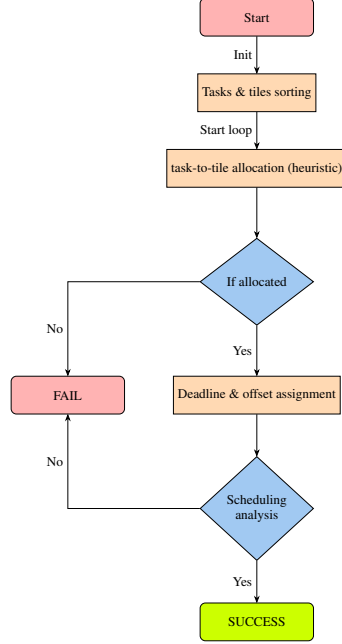 Start
Init
Tasks & tiles sorting
Start loop
task-to-tile allocation (heuristic)
If allocated
No
Yes
FAIL
Deadline & offset assignment
No
Scheduling
analysis
Yes
SUCCESS